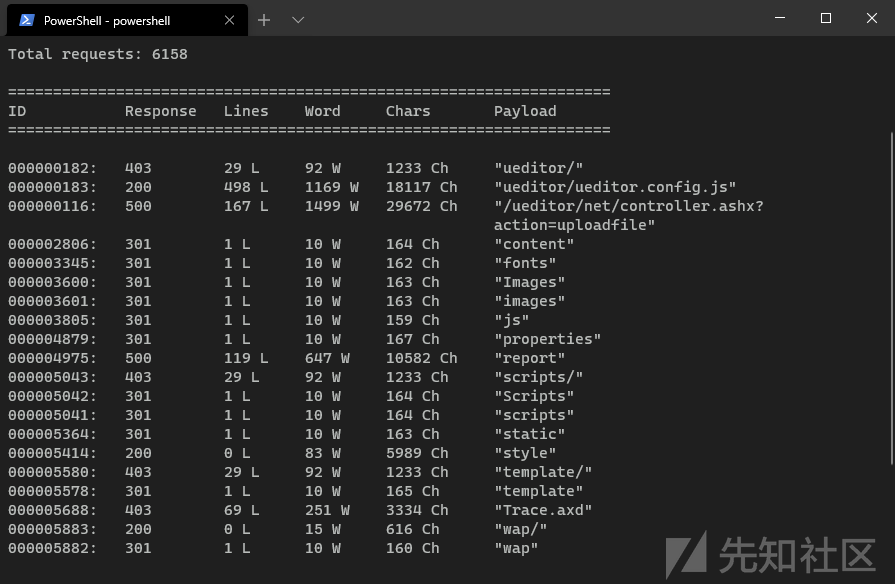 PowerShell - powershell
Total requests: 6158
===================================================================
ID Response Lines Word Chars Payload
===================================================================
000000182: 403 29 L 92 W 1233 Ch "ueditor/"
000000183: 200 498 L 1169 W 18117 Ch "ueditor/ueditor.config.js"
000000116: 500 167 L 1499 W 29672 Ch "/ueditor/net/controller.ashx?
action=uploadfile"
000002806: 301 1 L 10 W 164 Ch "content"
000003345: 301 1 L 10 W 162 Ch "fonts"
000003600: 301 1 L 10 W 163 Ch "Images"
000003601: 301 1 L 10 W 163 Ch "images"
000003805: 301 1 L 10 W 159 Ch "js"
000004879: 301 1 L 10 W 167 Ch "properties"
000004975: 500 119 L 647 W 10582 Ch "report"
000005043: 403 29 L 92 W 1233 Ch "scripts/"
000005042: 301 1 L 10 W 164 Ch "Scripts"
000005041: 301 1 L 10 W 164 Ch "scripts"
000005364: 301 1 L 10 W 163 Ch "static"
000005414: 200 0 L 83 W 5989 Ch "style"
000005580: 403 29 L 92 W 1233 Ch "template/"
000005578: 301 1 L 10 W 165 Ch "template"
000005688: 403 69 L 251 W 3334 Ch "Trace.axd"
000005883: 200 0 L 15 W 616 Ch "wap/"
000005882: 301 1 L 10 W 160 Ch "wap"
先知社区